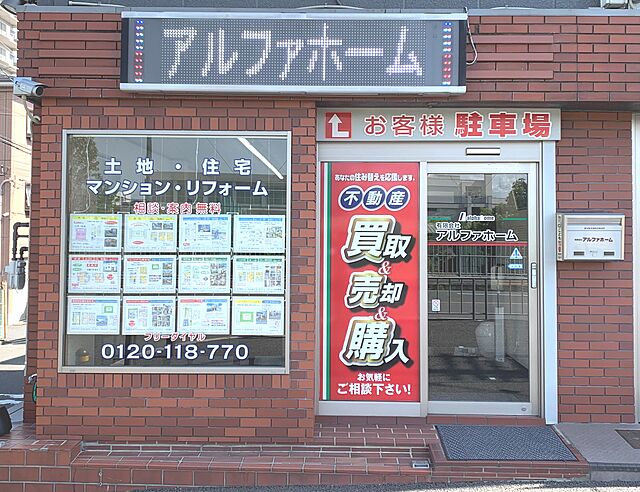 アルファホーム
お客様 駐車場
土地・住宅
マンション・リフォーム
相談・案内 無料
フリーダイヤル
0120-118-770
あなたの住み替えを応援します。
不動産
買取
&
売却
&
購入
お気軽に
ご相談下さい!
alpha home
有限会社
アルファホーム
アルファホーム